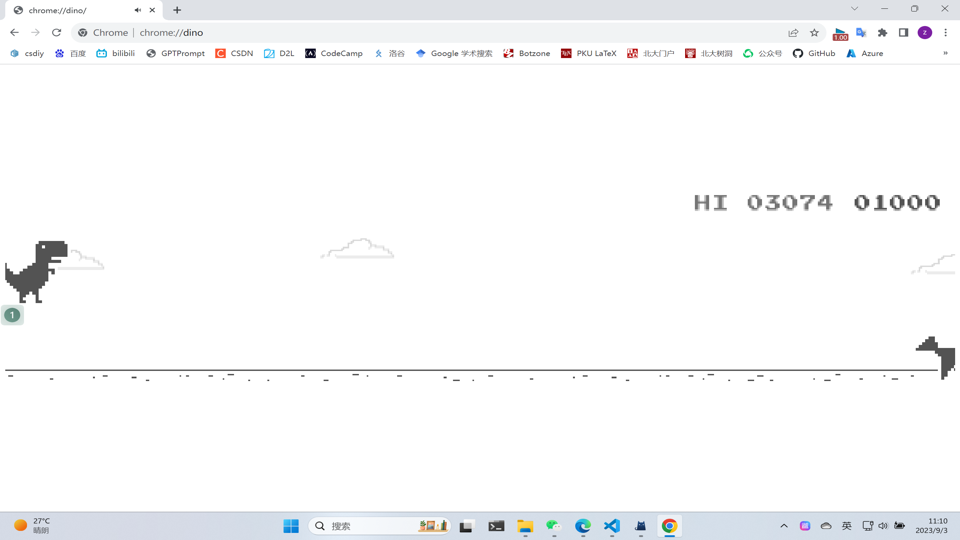 chrome://dino/
Chrome | chrome://dino
1.00
z
csdiy 百度 bilibili GPTPrompt CSDN D2L CodeCamp 洛谷 Google 学术搜索 Botzone PKU LaTeX 北大门户 北大树洞 公众号 GitHub Azure »
HI 03074 01000
1
27°C
晴朗
搜索
英
11:10
2023/9/3